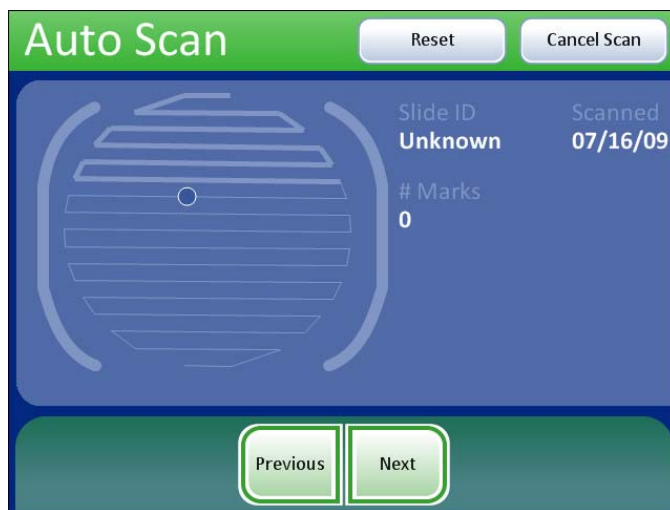 Auto Scan
Reset
Cancel Scan
Slide ID
Scanned
Unknown
07/16/09
# Marks
0
Previous
Next